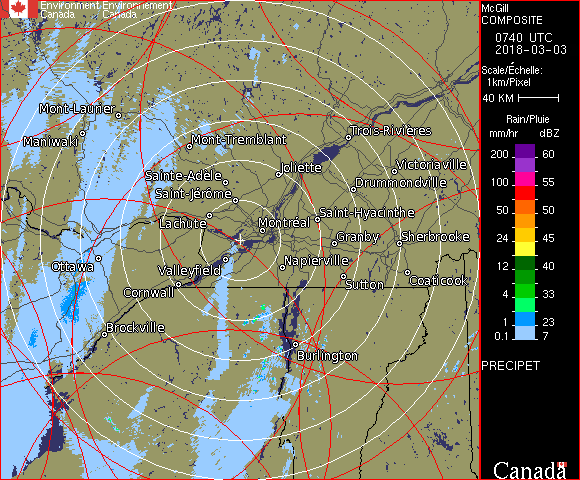 Environment Environnement
Canada Canada
McGill
COMPOSITE
0740 UTC
2018-03-03
Scale/Échelle:
1km/Pixel
40 KM
Rain/Pluie
mm/hr dBZ
200 60
150 55
100 55
50 50
24 45
12 40
4 33
1 23
0.1 7
PRECIPET
Canada
Mont-Laurier
Maniwaki
Mont-Tremblant
Trois-Rivières
Joliette
Victoriaville
Sainte-Adèle
Drummondville
Saint-Jérôme
Lachute
Saint-Hyacinthe
Montréal
Granby
Sherbrooke
Ottawa
Valleyfield
Napierville
Cornwall
Sutton
Coaticook
Brockville
Burlington